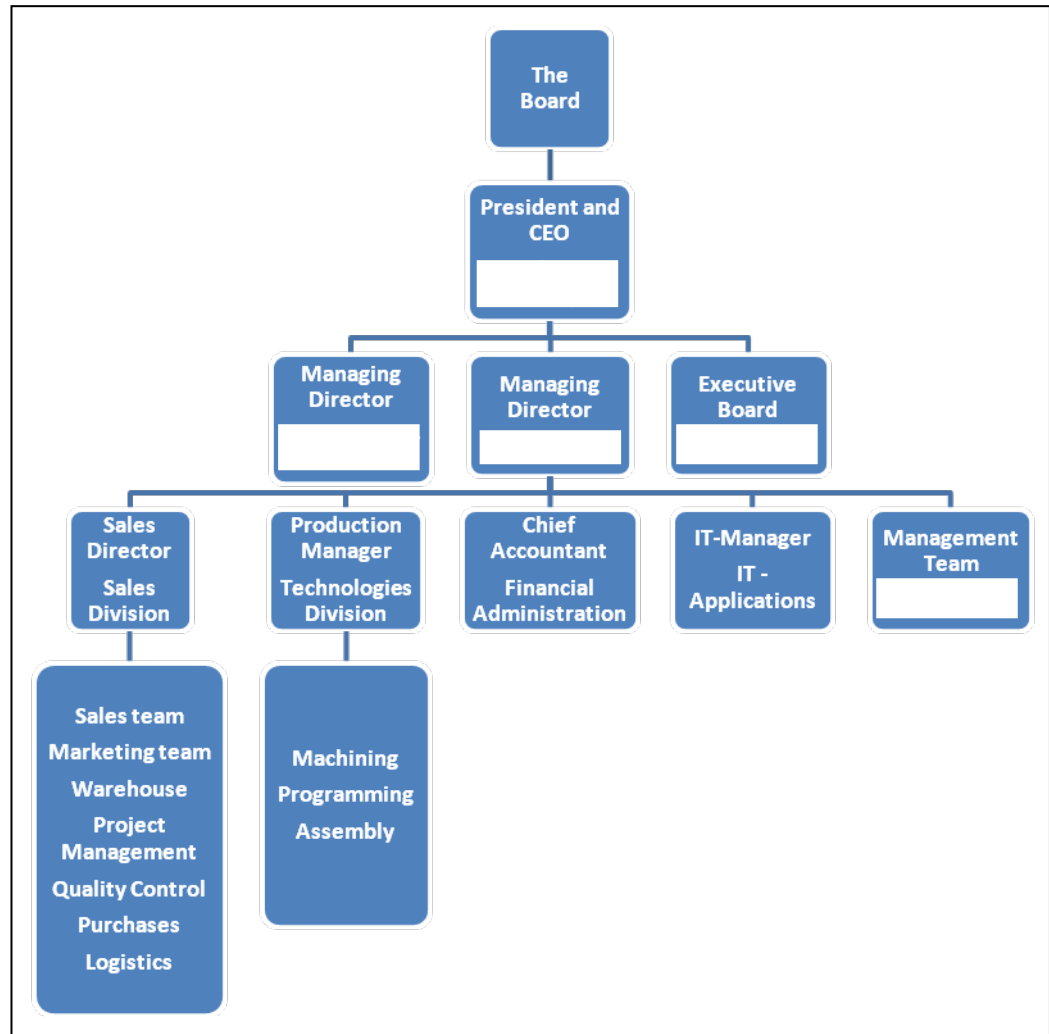 The
Board
President and
CEO
Managing
Director
Managing
Director
Executive
Board
Sales
Director
Sales
Division
Production
Manager
Technologies
Division
Chief
Accountant
Financial
Administration
IT-Manager
IT -
Applications
Management
Team
Sales team
Marketing team
Warehouse
Project
Management
Quality Control
Purchases
Logistics
Machining
Programming
Assembly